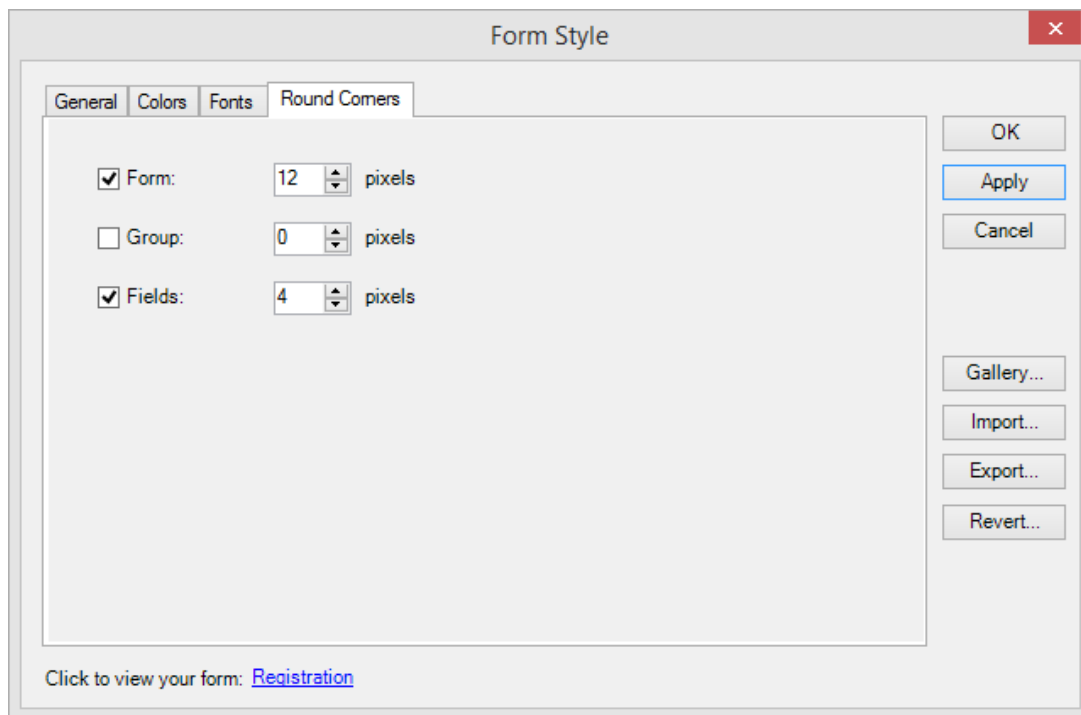 Form Style
General Colors Fonts Round Corners
Form: 12 pixels
Group: 0 pixels
Fields: 4 pixels
OK
Apply
Cancel
Gallery...
Import...
Export...
Revert...
Click to view your form: Registration